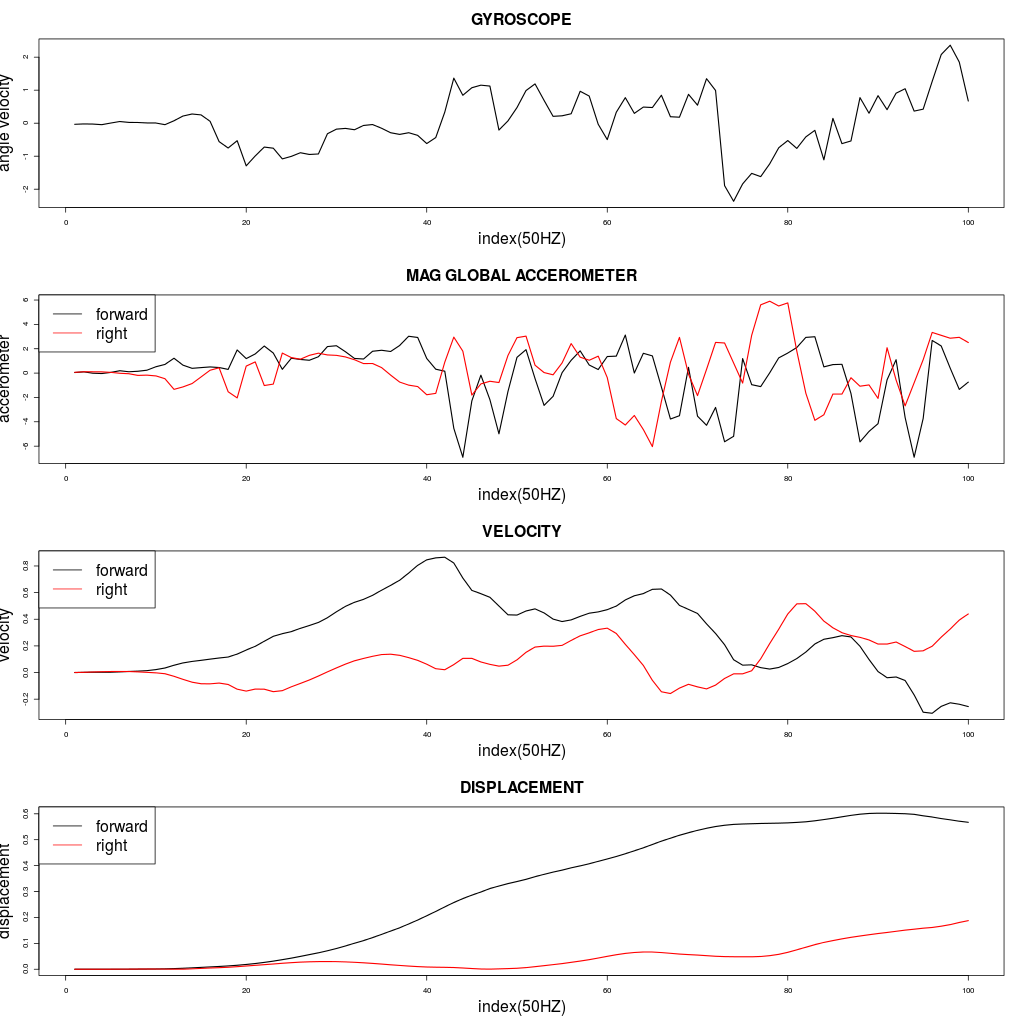 GYROSCOPE
angle velocity
2
1
0
-1
-2
0 20 40 60 80 100
index(50HZ)
MAG GLOBAL ACCEROMETER
accerometer
6
4
2
0
-2
-4
-6
forward
right
0 20 40 60 80 100
index(50HZ)
VELOCITY
velocity
0.8
0.6
0.4
0.2
0.0
-0.2
forward
right
0 20 40 60 80 100
index(50HZ)
DISPLACEMENT
displacement
0.6
0.5
0.4
0.3
0.2
0.1
0.0
forward
right
0 20 40 60 80 100
index(50HZ)